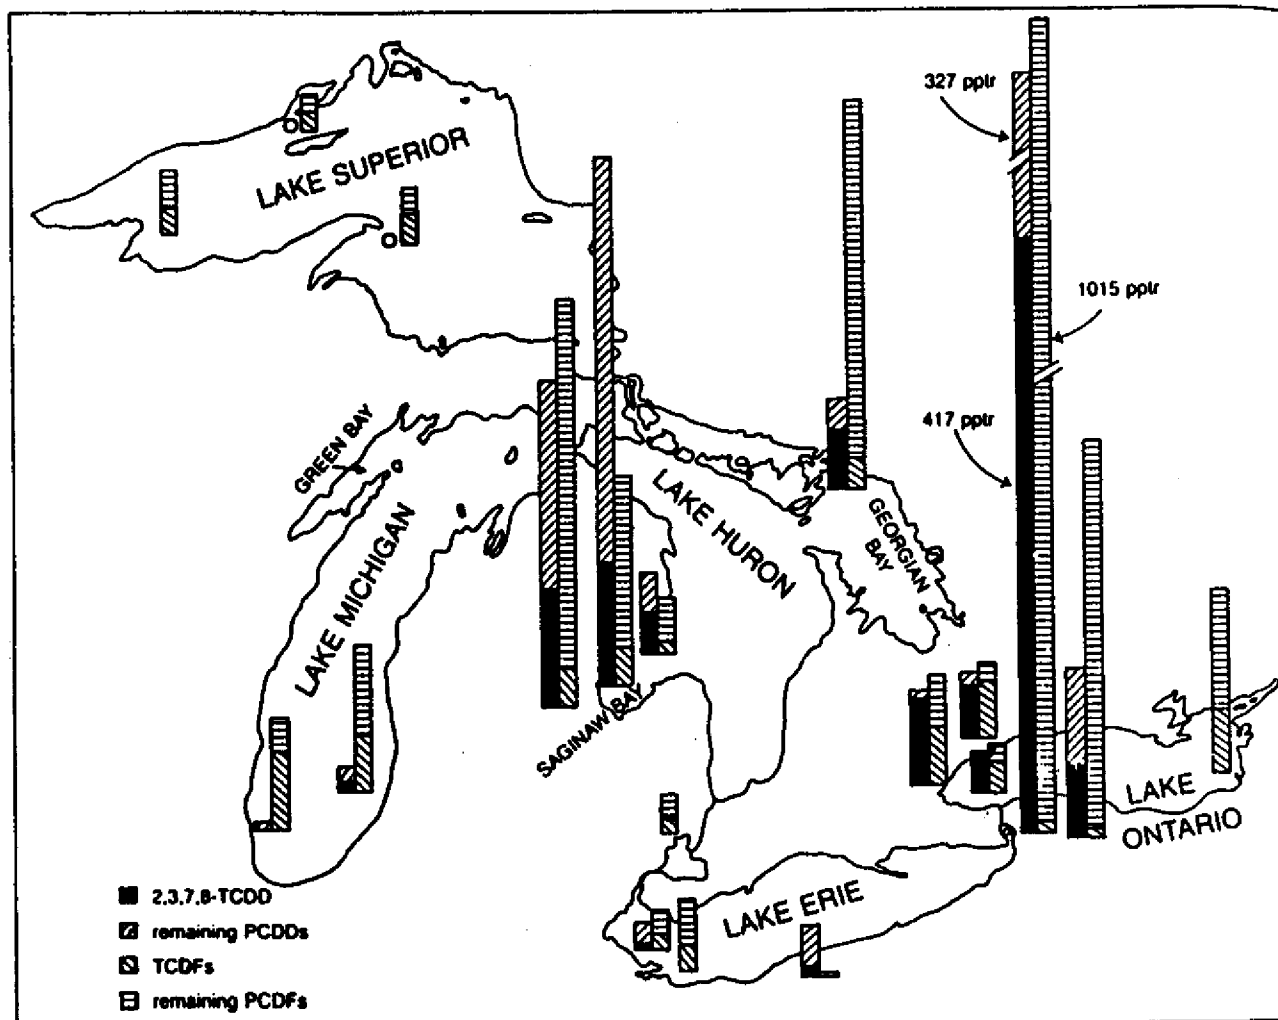 327 pptr
LAKE SUPERIOR
1015 pptr
GREEN BAY
417 pptr
LAKE HURON
GEORGIAN
BAY
LAKE MICHIGAN
SAGINAW BAY
LAKE
ONTARIO
LAKE ERIE
2,3,7,8-TCDD
remaining PCDDs
TCDFs
remaining PCDFs